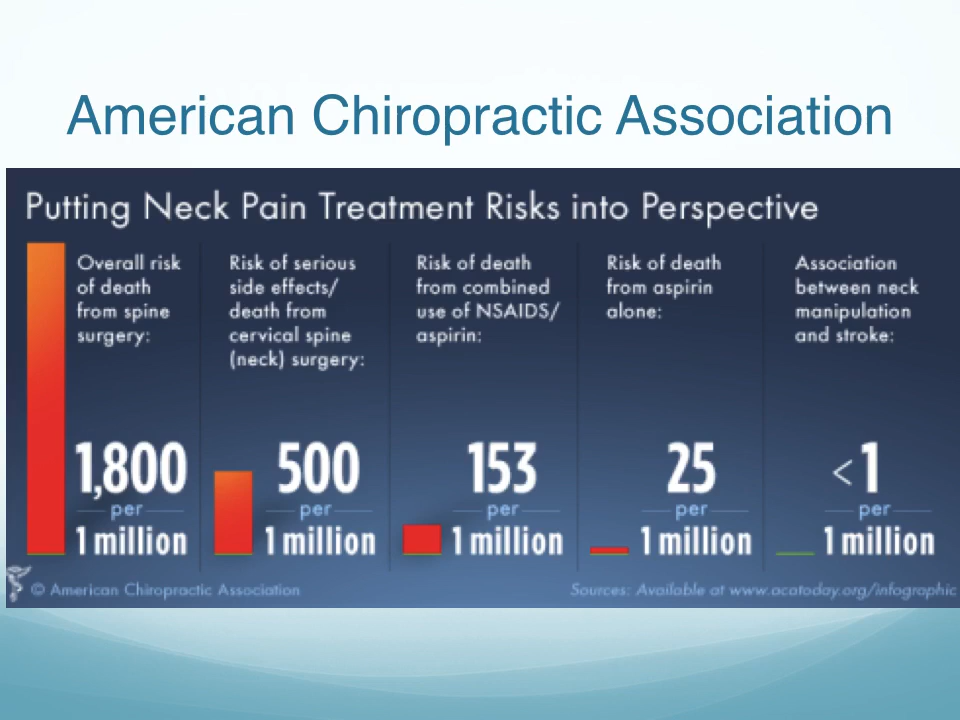 American Chiropractic Association
Putting Neck Pain Treatment Risks into Perspective
Overall risk
of death
from spine
surgery:
1,800
per
1 million
Risk of serious
side effects/
death from
cervical spine
(neck) surgery:
500
per
1 million
Risk of death
from combined
use of NSAIDS/
aspirin:
153
per
1 million
Risk of death
from aspirin
alone:
25
per
1 million
Association
between neck
manipulation
and stroke:
<1
per
1 million
© American Chiropractic Association
Sources: Available at www.acatoday.org/infographic